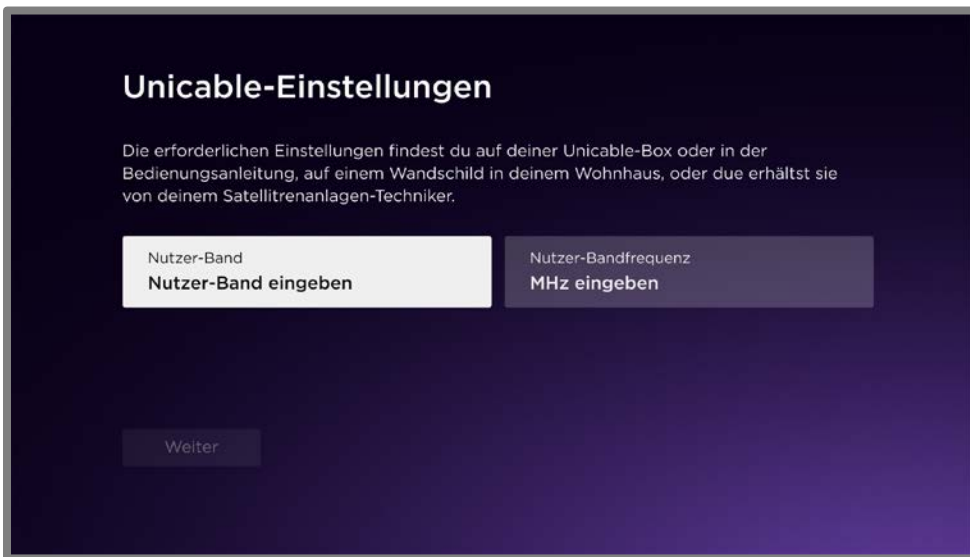 Unicable-Einstellungen
Die erforderlichen Einstellungen findest du auf deiner Unicable-Box oder in der
Bedienungsanleitung, auf einem Wandschild in deinem Wohnhaus, oder due erhältst sie
von deinem Satellitrenanlagen-Techniker.
Nutzer-Band
Nutzer-Band eingeben
Nutzer-Bandfrequenz
MHz eingeben
Weiter